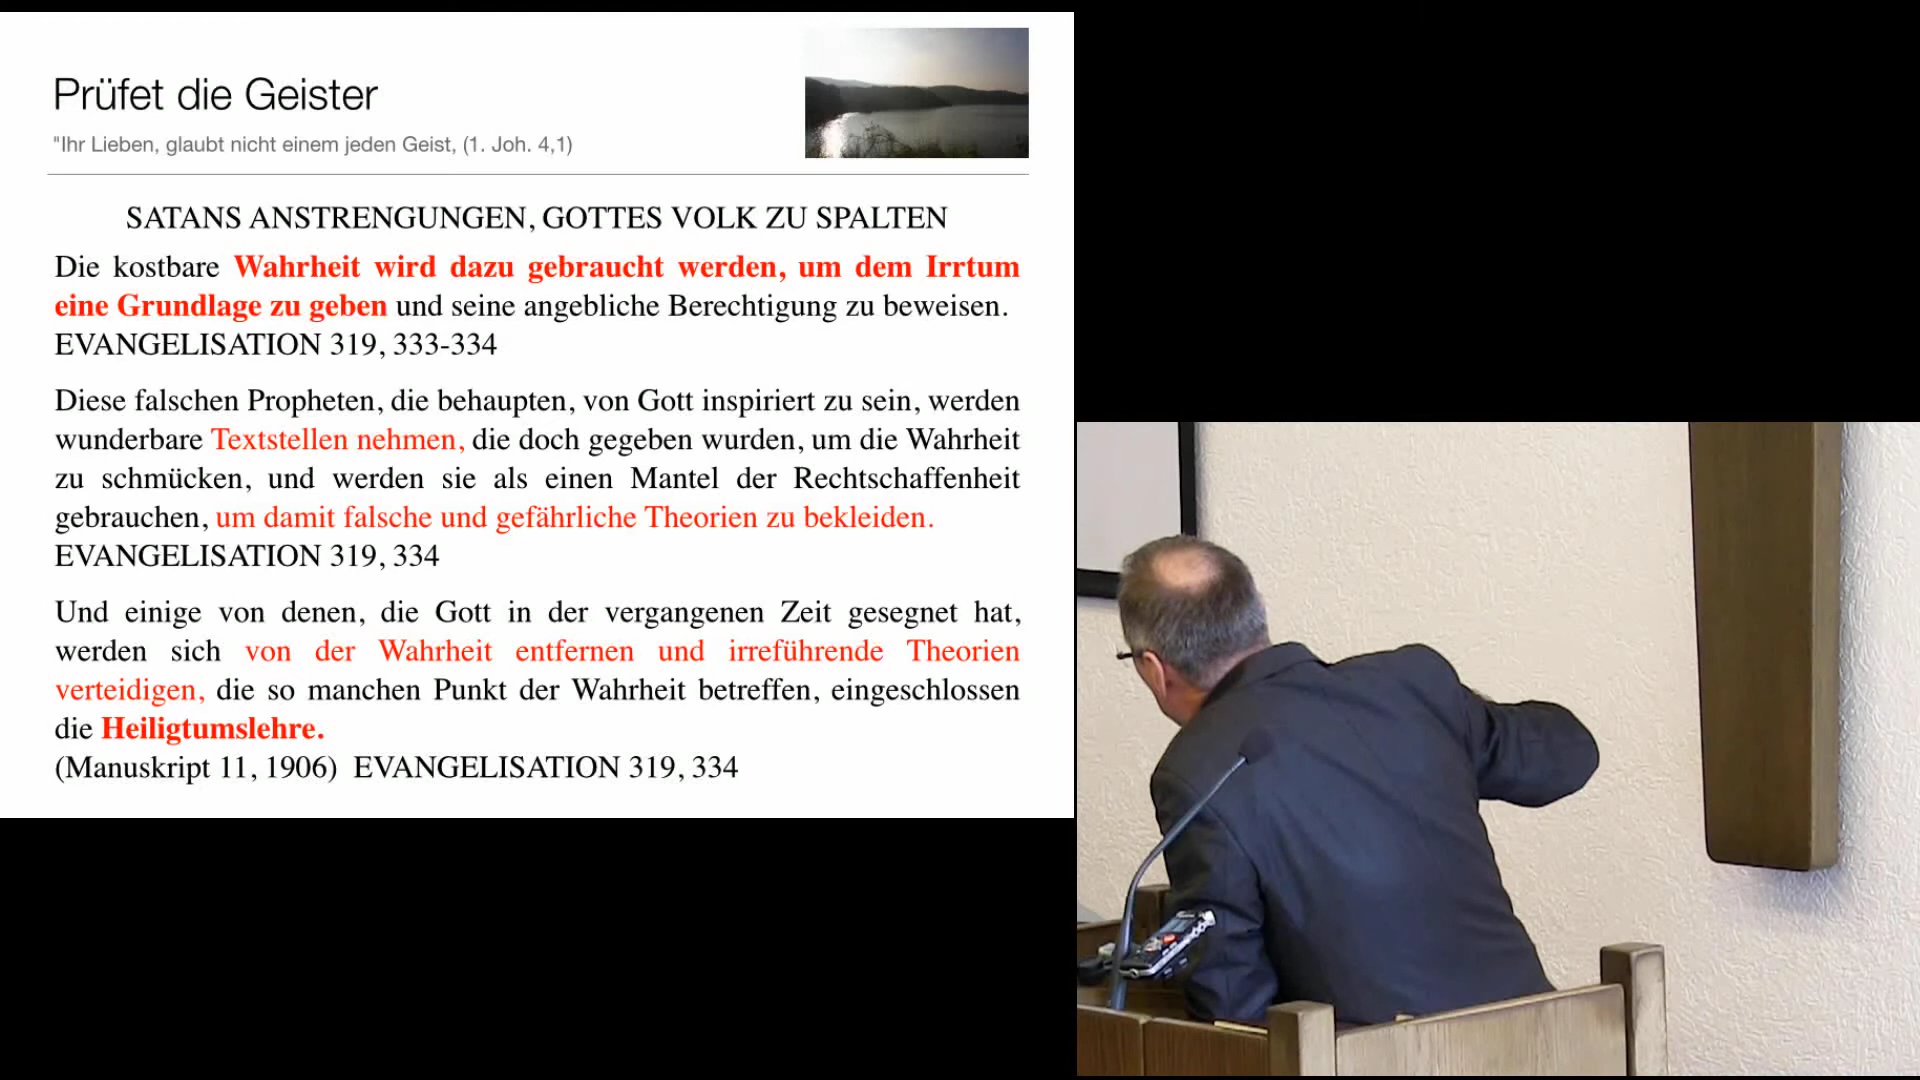 Prüfet die Geister
"Ihr Lieben, glaubt nicht einem jeden Geist, (1. Joh. 4,1)
SATANS ANSTRENGUNGEN, GOTTES VOLK ZU SPALTEN
Die kostbare Wahrheit wird dazu gebraucht werden, um dem Irrtum
eine Grundlage zu geben und seine angebliche Berechtigung zu beweisen.
EVANGELISATION 319, 333-334
Diese falschen Propheten, die behaupten, von Gott inspiriert zu sein, werden
wunderbare Textstellen nehmen, die doch gegeben wurden, um die Wahrheit
zu schmücken, und werden sie als einen Mantel der Rechtschaffenheit
gebrauchen, um damit falsche und gefährliche Theorien zu bekleiden.
EVANGELISATION 319, 334
Und einige von denen, die Gott in der vergangenen Zeit gesegnet hat,
werden sich von der Wahrheit entfernen und irreführende Theorien
verteidigen, die so manchen Punkt der Wahrheit betreffen, eingeschlossen
die Heiligtumslehre.
(Manuskript 11, 1906) EVANGELISATION 319, 334